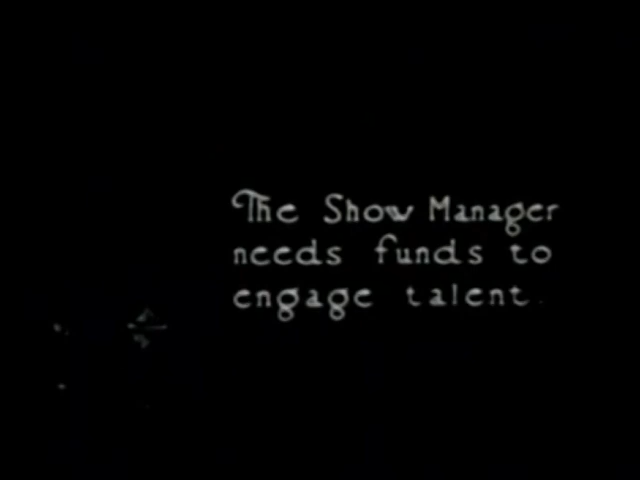 The Show Manager
needs funds to
engage talent.